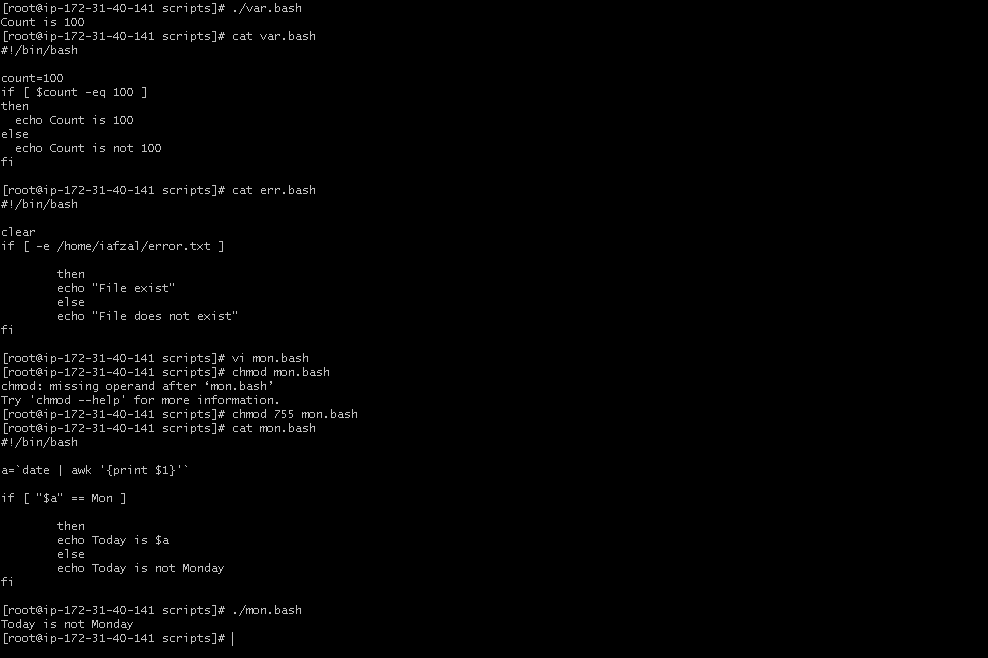 [root@ip-172-31-40-141 scripts]# ./var.bash
Count is 100
[root@ip-172-31-40-141 scripts]# cat var.bash
#!/bin/bash

count=100
if [ $count -eq 100 ]
then
  echo Count is 100
else
  echo Count is not 100
fi

[root@ip-172-31-40-141 scripts]# cat err.bash
#!/bin/bash

clear
if [ -e /home/iafzal/error.txt ]

        then
        echo "File exist"
        else
        echo "File does not exist"
fi

[root@ip-172-31-40-141 scripts]# vi mon.bash
[root@ip-172-31-40-141 scripts]# chmod mon.bash
chmod: missing operand after ‘mon.bash’
Try 'chmod --help' for more information.
[root@ip-172-31-40-141 scripts]# chmod 755 mon.bash
[root@ip-172-31-40-141 scripts]# cat mon.bash
#!/bin/bash

a=`date | awk '{print $1}'`

if [ "$a" == Mon ]

        then
        echo Today is $a
        else
        echo Today is not Monday
fi

[root@ip-172-31-40-141 scripts]# ./mon.bash
Today is not Monday
[root@ip-172-31-40-141 scripts]#